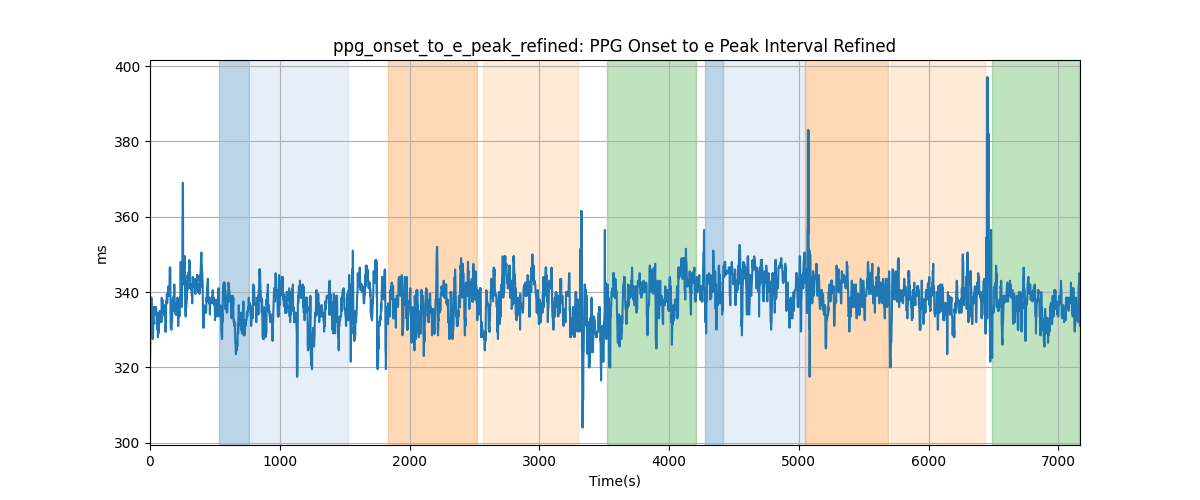 ppg_onset_to_e_peak_refined: PPG Onset to e Peak Interval Refined
400
380
360
340
320
300
ms
0 1000 2000 3000 4000 5000 6000 7000
Time(s)